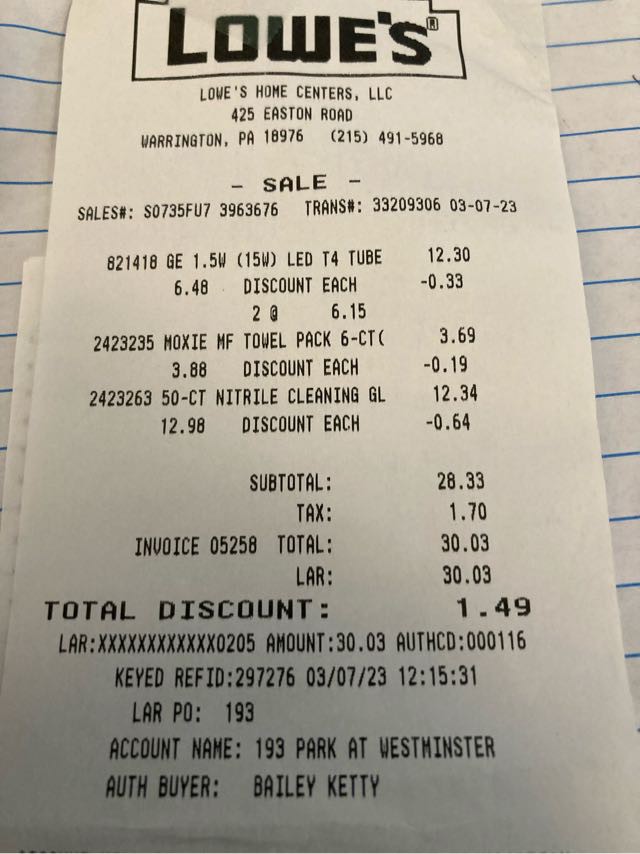 LOWE'S®
LOWE'S HOME CENTERS, LLC
425 EASTON ROAD
WARRINGTON, PA 18976 (215) 491-5968
- SALE -
SALES#: S0735FU7 3963676 TRANS#: 33209306 03-07-23
821418 GE 1.5W (15W) LED T4 TUBE 12.30
6.48 DISCOUNT EACH -0.33
2 @ 6.15
2423235 MOXIE MF TOWEL PACK 6-CT( 3.69
3.88 DISCOUNT EACH -0.19
2423263 50-CT NITRILE CLEANING GL 12.34
12.98 DISCOUNT EACH -0.64
SUBTOTAL: 28.33
TAX: 1.70
INVOICE 05258 TOTAL: 30.03
LAR: 30.03
TOTAL DISCOUNT: 1.49
LAR:XXXXXXXXXXXX0205 AMOUNT:30.03 AUTHCD:000116
KEYED REFID:297276 03/07/23 12:15:31
LAR PO: 193
ACCOUNT NAME: 193 PARK AT WESTMINSTER
AUTH BUYER: BAILEY KETTY